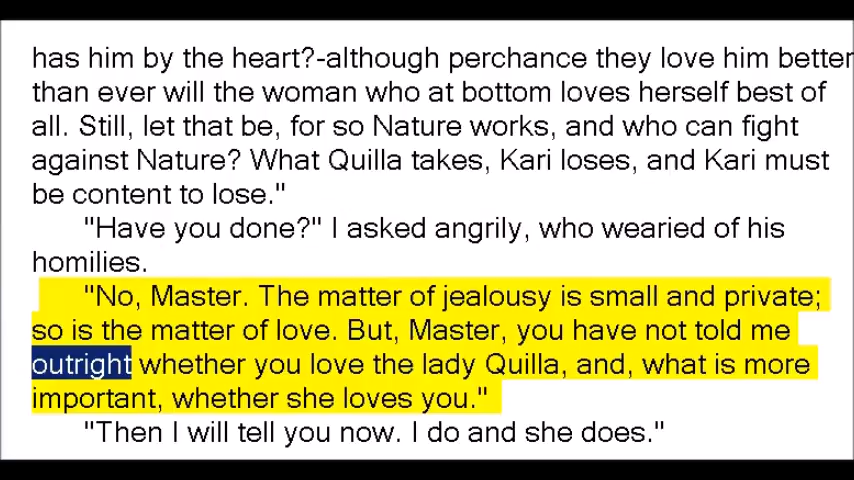 has him by the heart?-although perchance they love him better
than ever will the woman who at bottom loves herself best of
all. Still, let that be, for so Nature works, and who can fight
against Nature? What Quilla takes, Kari loses, and Kari must
be content to lose."
"Have you done?" I asked angrily, who wearied of his
homilies.
"No, Master. The matter of jealousy is small and private;
so is the matter of love. But, Master, you have not told me
outright whether you love the lady Quilla, and, what is more
important, whether she loves you."
"Then I will tell you now. I do and she does."